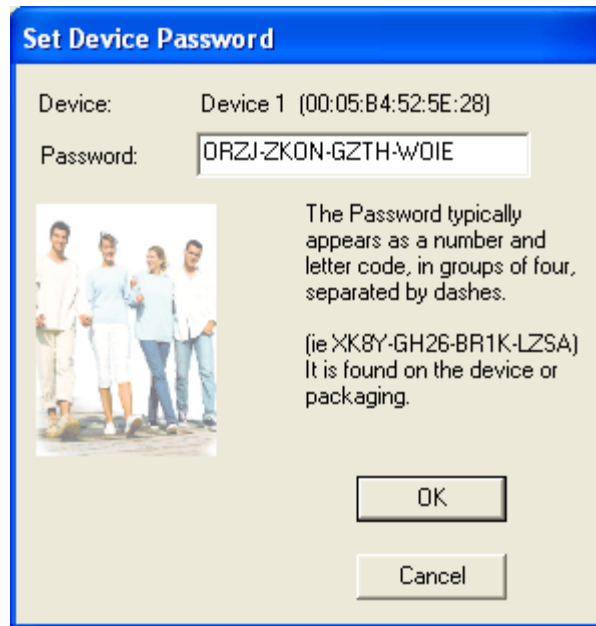 Set Device Password
Device: Device 1 (00:05:B4:52:5E:28)
Password: ORZJ-ZKON-GZTH-WOIE
The Password typically
appears as a number and
letter code, in groups of four,
separated by dashes.
(ie XK8Y-GH26-BR1K-LZSA)
It is found on the device or
packaging.
OK
Cancel